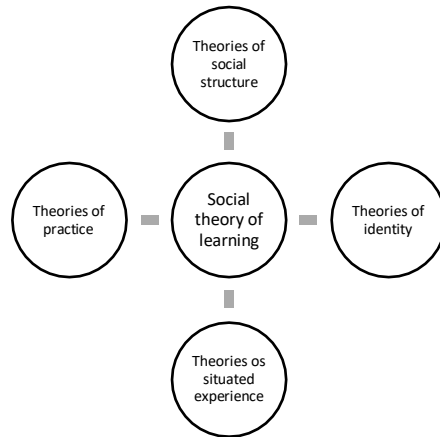 Theories of
social
structure
Theories of
practice
Social
theory of
learning
Theories of
identity
Theories os
situated
experience